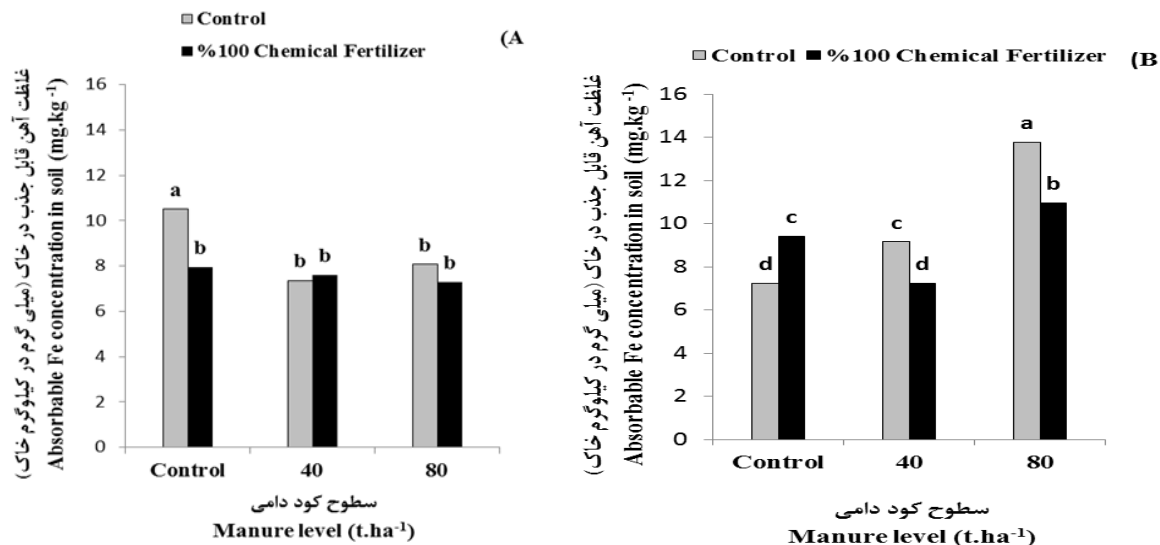 Control
%100 Chemical Fertilizer
(A
غلظت آهن قابل جذب در خاک (میلی گرم در کیلوگرم خاک)
Absorbable Fe concentration in soil (mg.kg⁻¹)
16
14
12
10
8
6
4
2
0
a
b
b
b
b
b
Control
40
80
سطوح کود دامی
Manure level (t.ha⁻¹)
Control
%100 Chemical Fertilizer
(B
غلظت آهن قابل جذب در خاک (میلی گرم در کیلوگرم خاک)
Absorbable Fe concentration in soil (mg.kg⁻¹)
16
14
12
10
8
6
4
2
0
d
c
c
d
a
b
Control
40
80
سطوح کود دامی
Manure level (t.ha⁻¹)